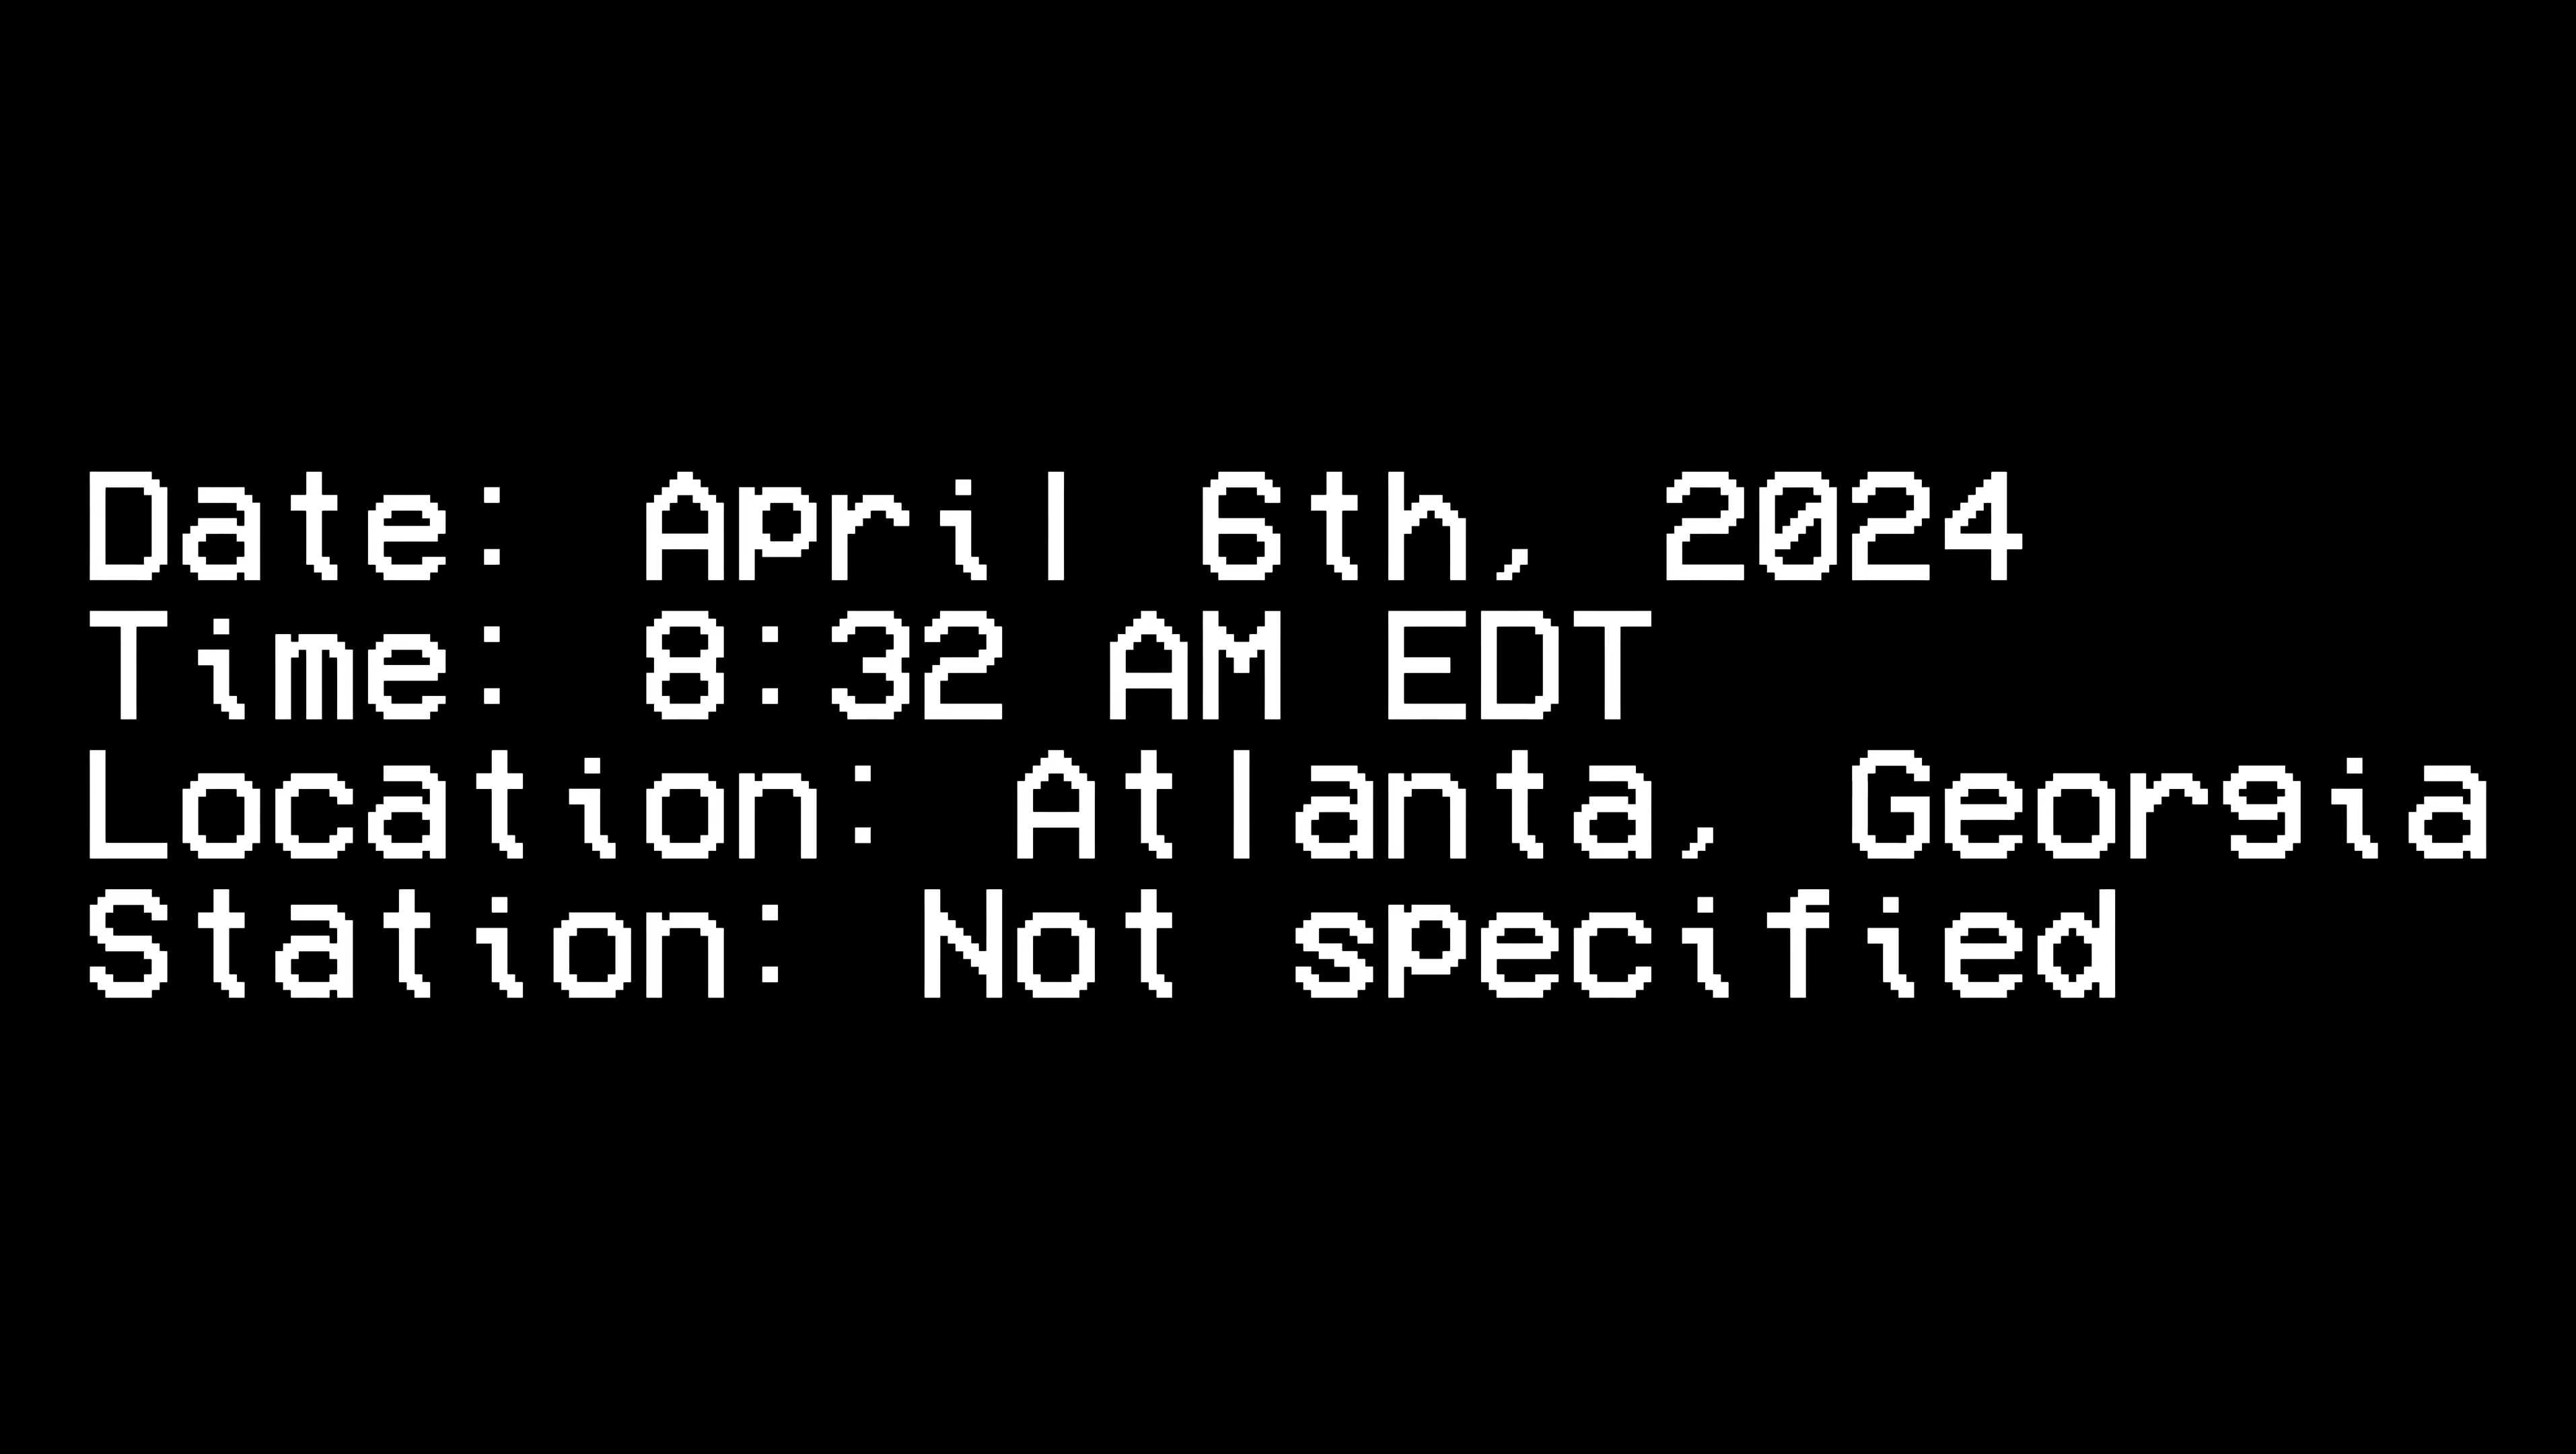 Date: April 6th, 2024
Time: 8:32 AM EDT
Location: Atlanta, Georgia
Station: Not specified